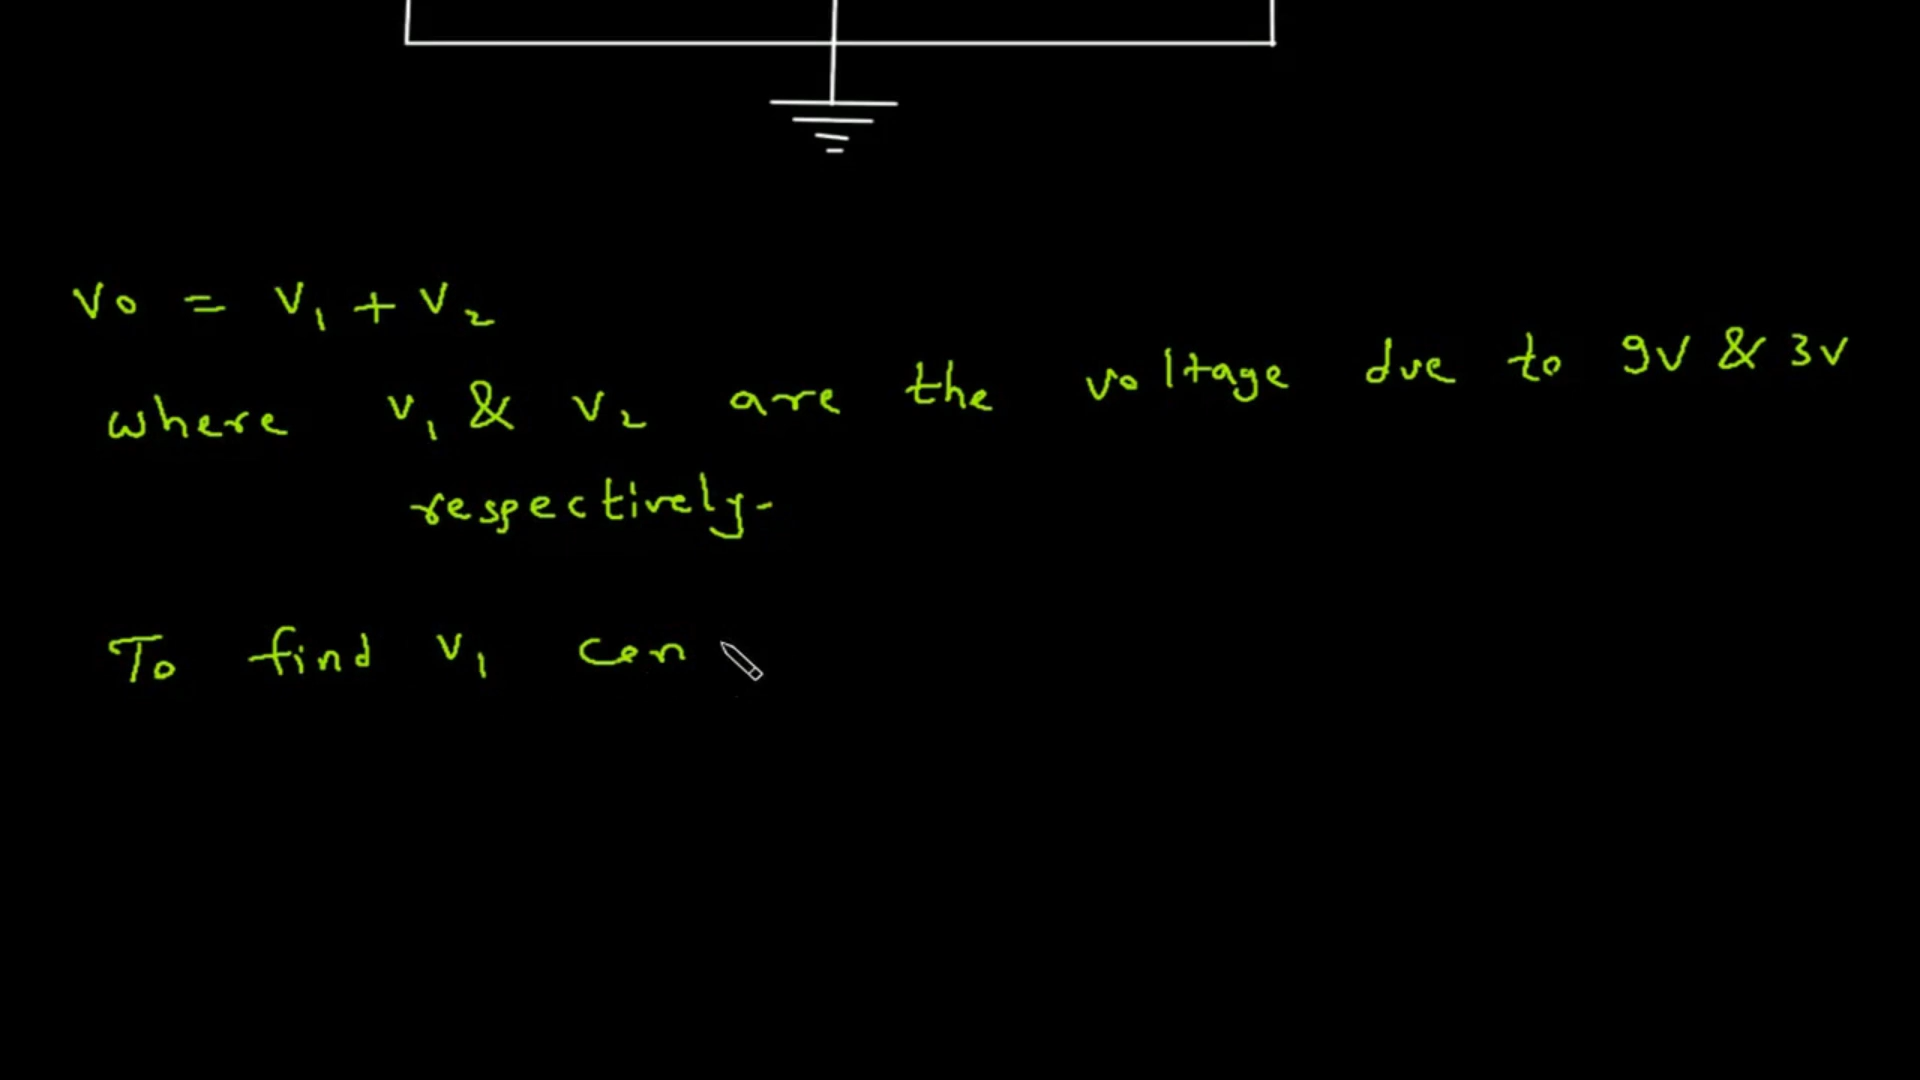 Vo = V₁ + V₂
where V₁ & V₂ are the voltage due to 9V & 3V
respectively.
To find V₁ con